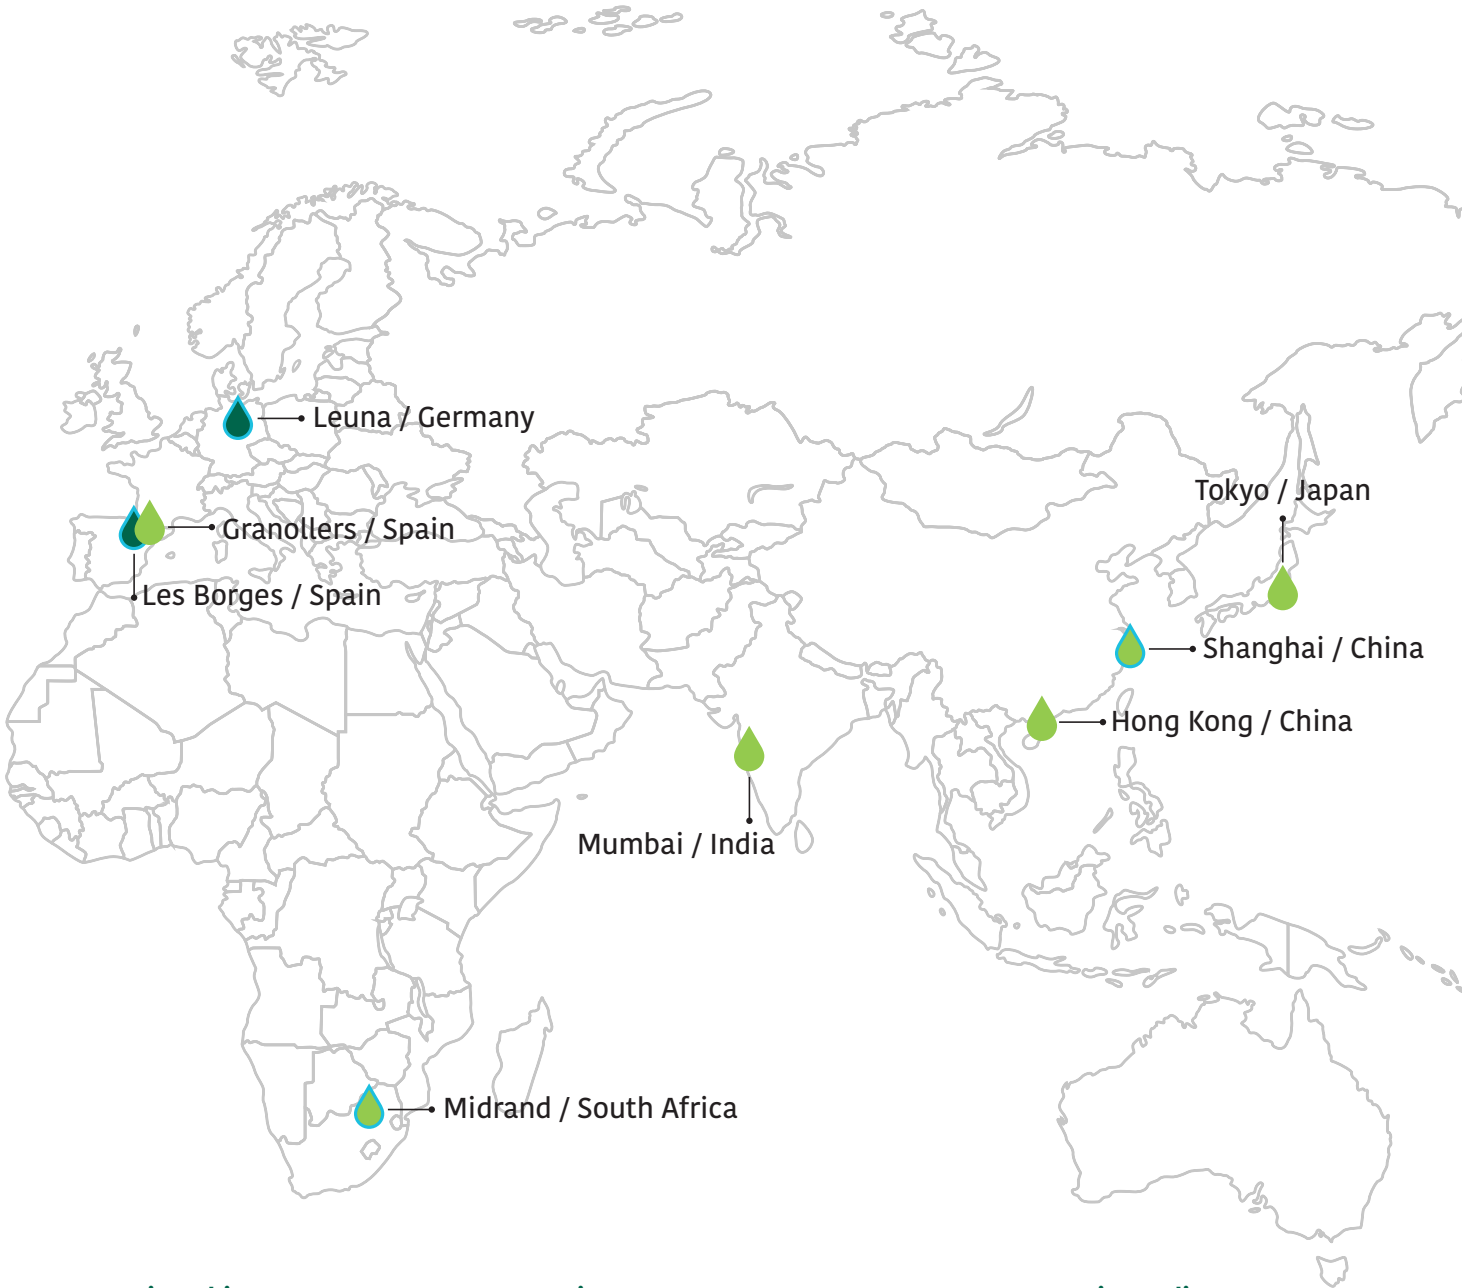 Leuna / Germany
Tokyo / Japan
Granollers / Spain
Les Borges / Spain
Shanghai / China
Hong Kong / China
Mumbai / India
Midrand / South Africa